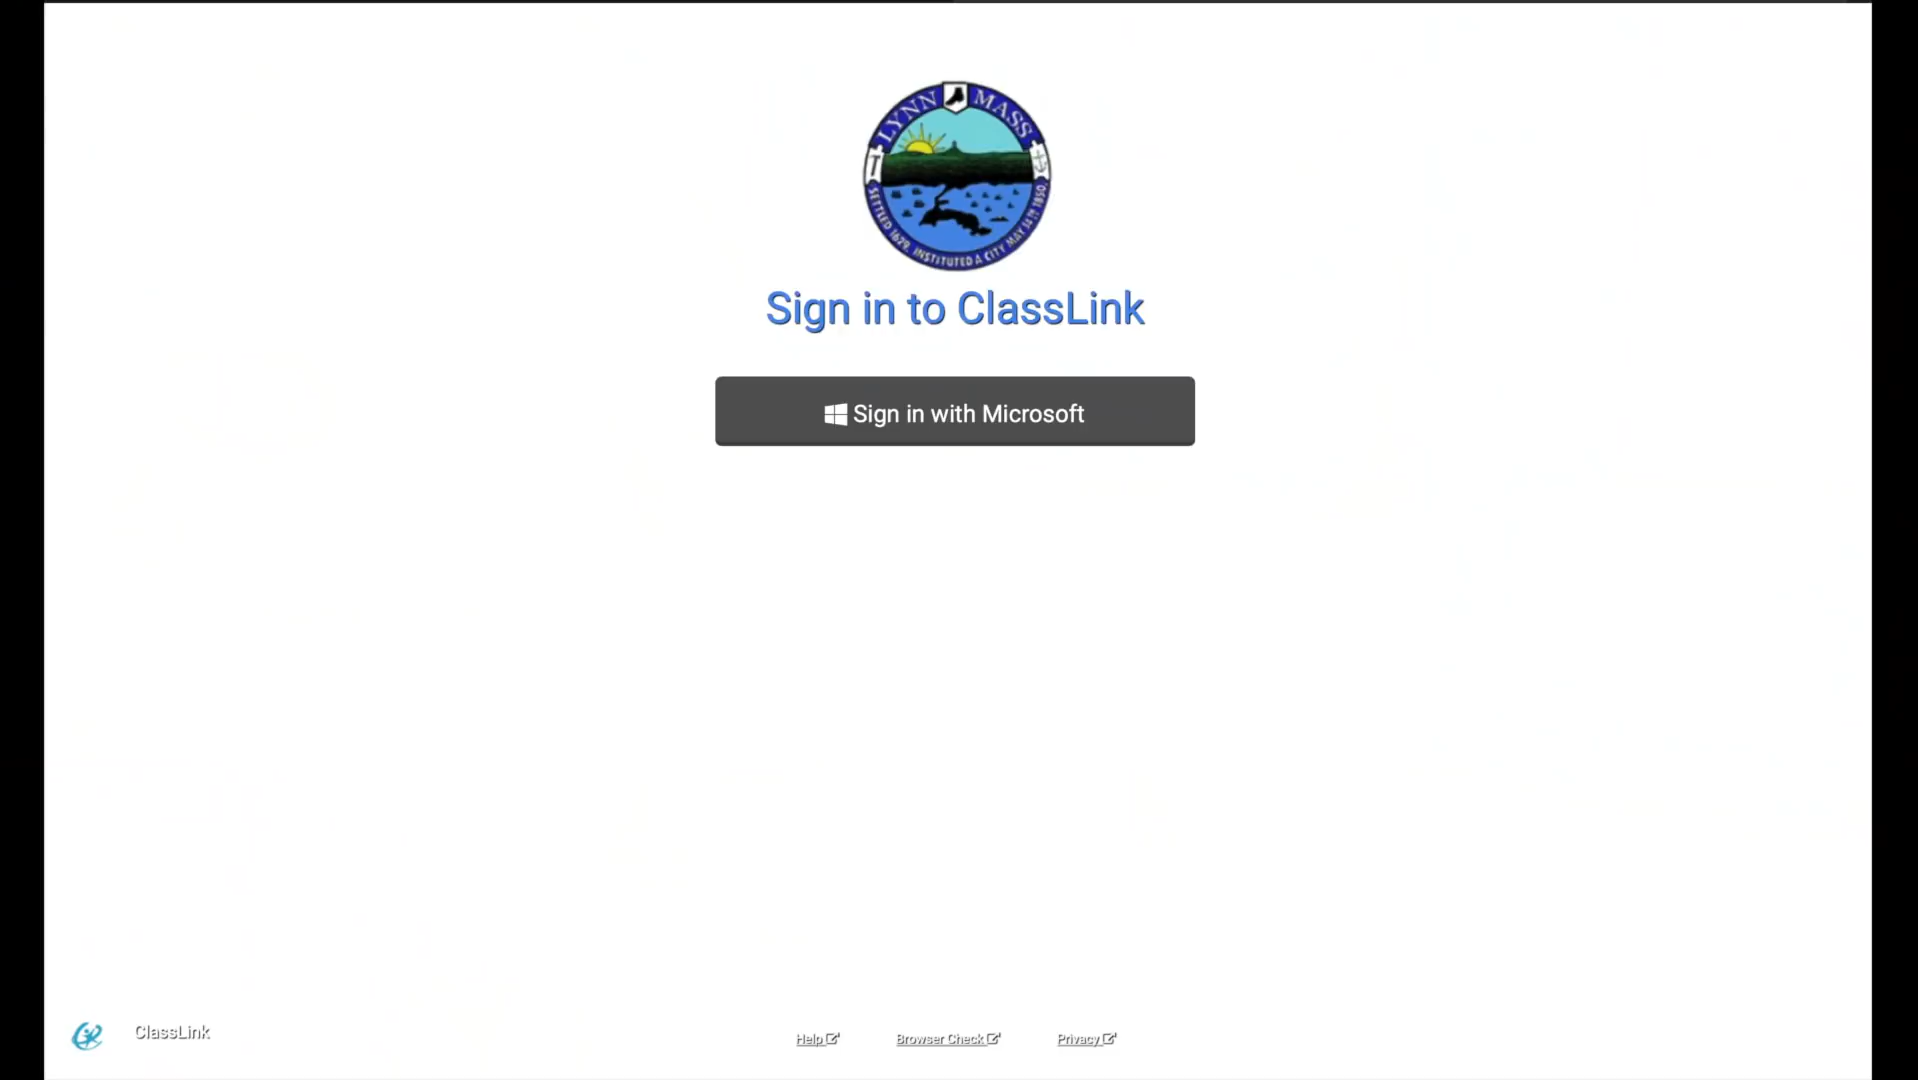 LYNN MASS
SETTLED 1629. INSTITUTED A CITY MAY 14TH 1850.
Sign in to ClassLink
Sign in with Microsoft
ClassLink
Help
Browser Check
Privacy